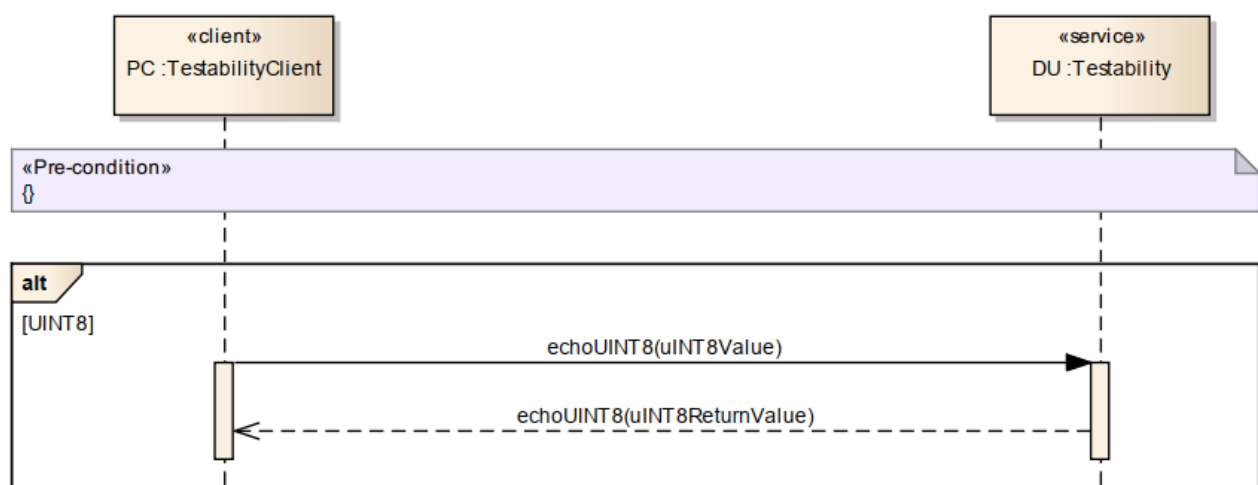 «client»
PC :TestabilityClient
«service»
DU :Testability
«Pre-condition»
{}
alt
[UINT8]
echoUINT8(uINT8Value)
echoUINT8(uINT8ReturnValue)